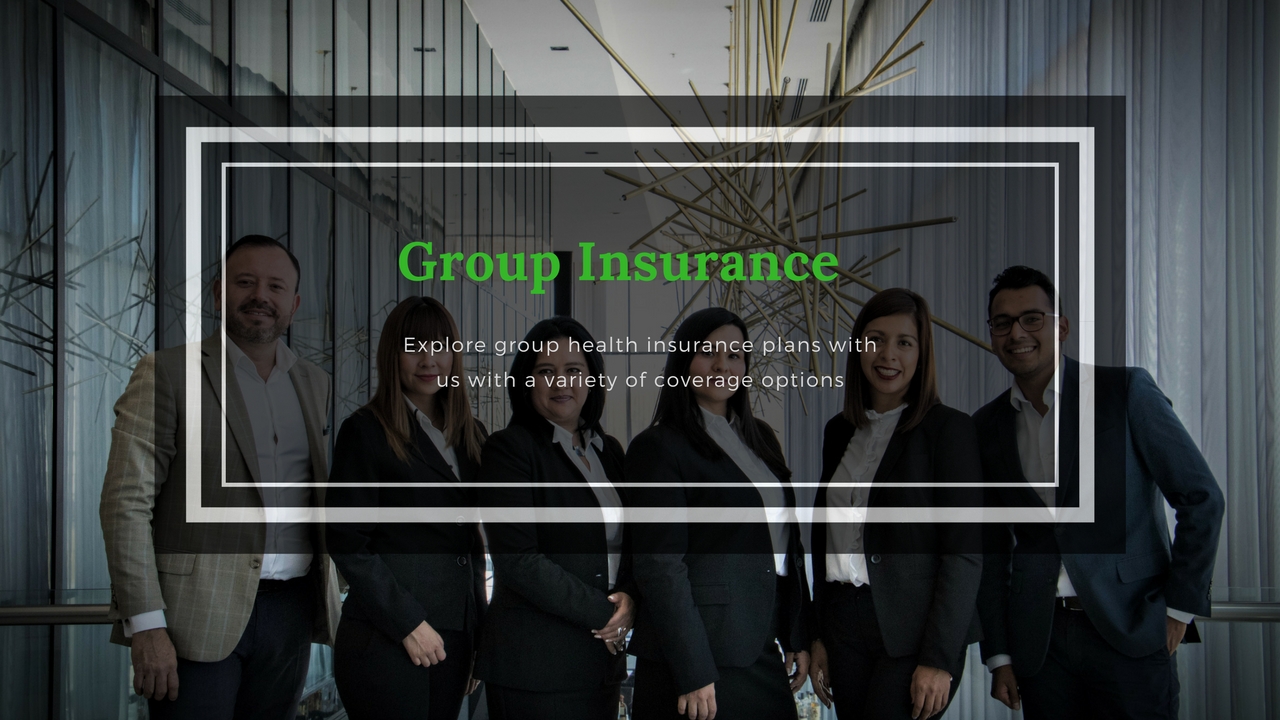 Group Insurance
Explore group health insurance plans with
us with a variety of coverage options